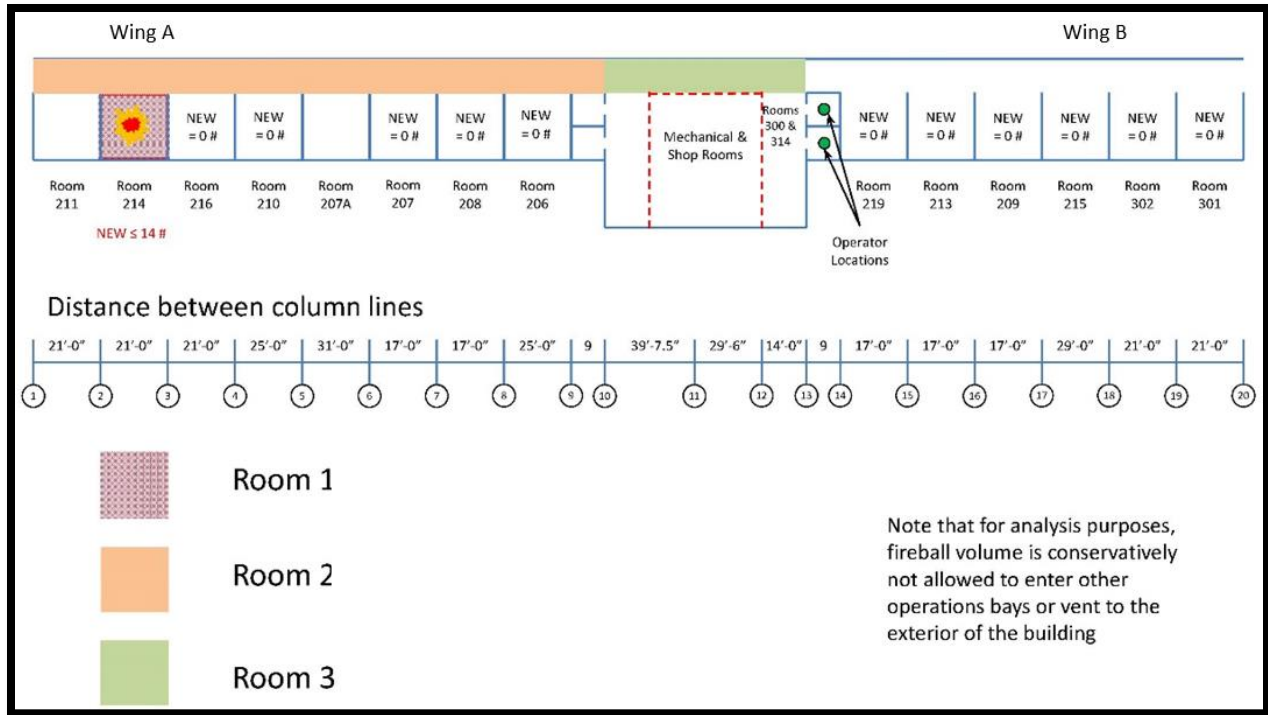 Wing A
Wing B
NEW
= 0 #
NEW
= 0 #
NEW
= 0 #
NEW
= 0 #
NEW
= 0 #
Mechanical &
Shop Rooms
Rooms
300 &
314
NEW
= 0 #
NEW
= 0 #
NEW
= 0 #
NEW
= 0 #
NEW
= 0 #
NEW
= 0 #
Room
211
Room
214
Room
216
Room
210
Room
207A
Room
207
Room
208
Room
206
Room
219
Room
213
Room
209
Room
215
Room
302
Room
301
NEW ≤ 14 #
Operator
Locations
Distance between column lines
21'-0" 21'-0" 21'-0" 25'-0" 31'-0" 17'-0" 17'-0" 25'-0" 9 39'-7.5" 29'-6" 14'-0" 9 17'-0" 17'-0" 17'-0" 29'-0" 21'-0" 21'-0"
1 2 3 4 5 6 7 8 9 10 11 12 13 14 15 16 17 18 19 20
Room 1
Room 2
Room 3
Note that for analysis purposes,
fireball volume is conservatively
not allowed to enter other
operations bays or vent to the
exterior of the building